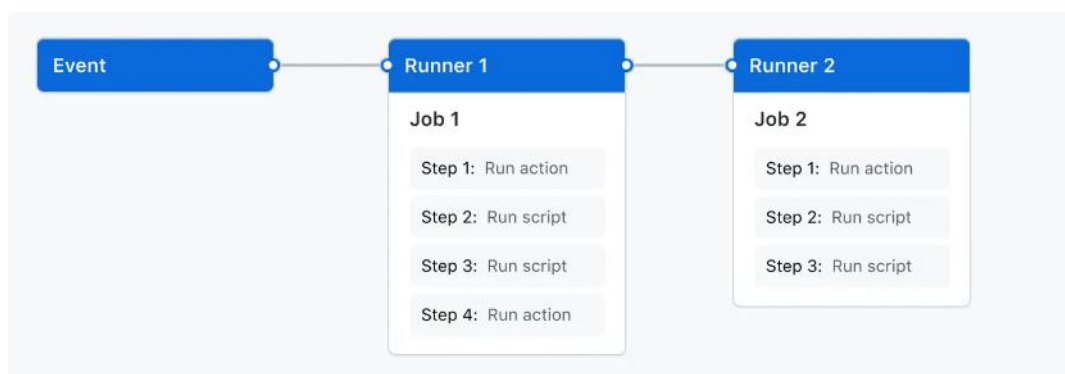 Event
Runner 1
Job 1
Step 1: Run action
Step 2: Run script
Step 3: Run script
Step 4: Run action
Runner 2
Job 2
Step 1: Run action
Step 2: Run script
Step 3: Run script